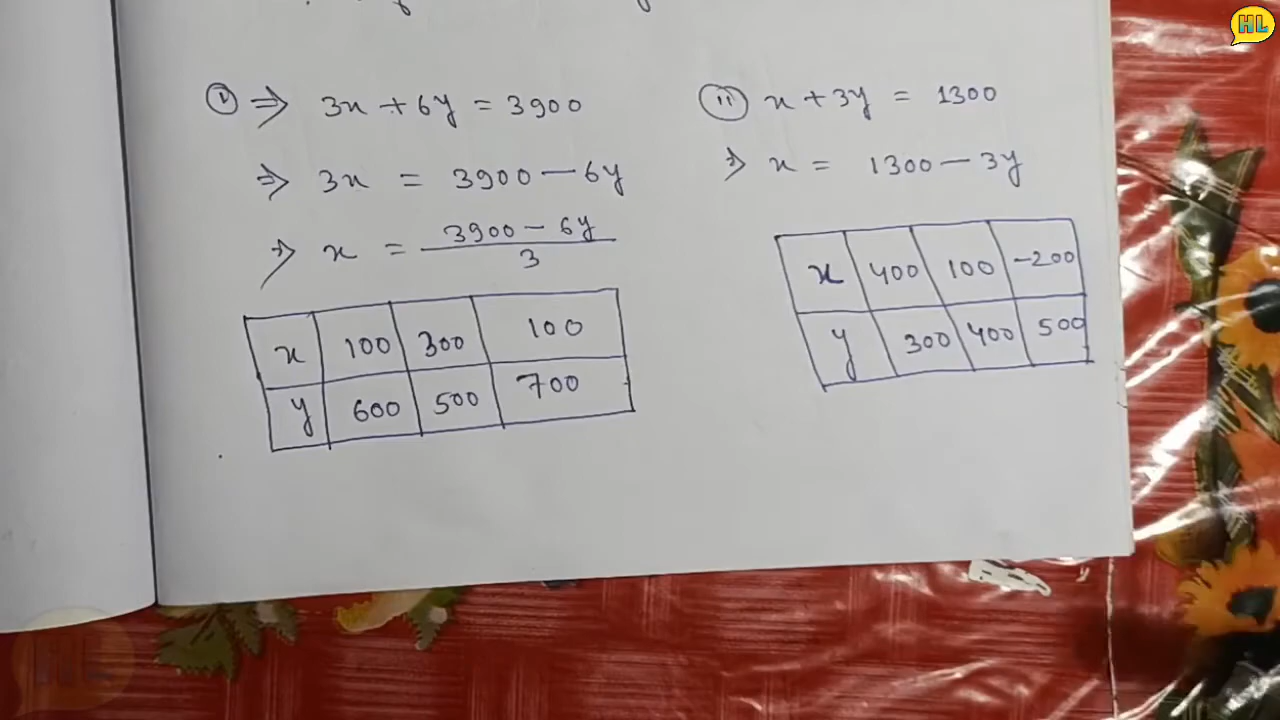 HL
(i) ⇒ 3x + 6y = 3900
⇒ 3x = 3900 - 6y
⇒ x = (3900 - 6y)/3
x 100 300 100
y 600 500 700
(ii) x + 3y = 1300
⇒ x = 1300 - 3y
x 400 100 -200
y 300 400 500
HL